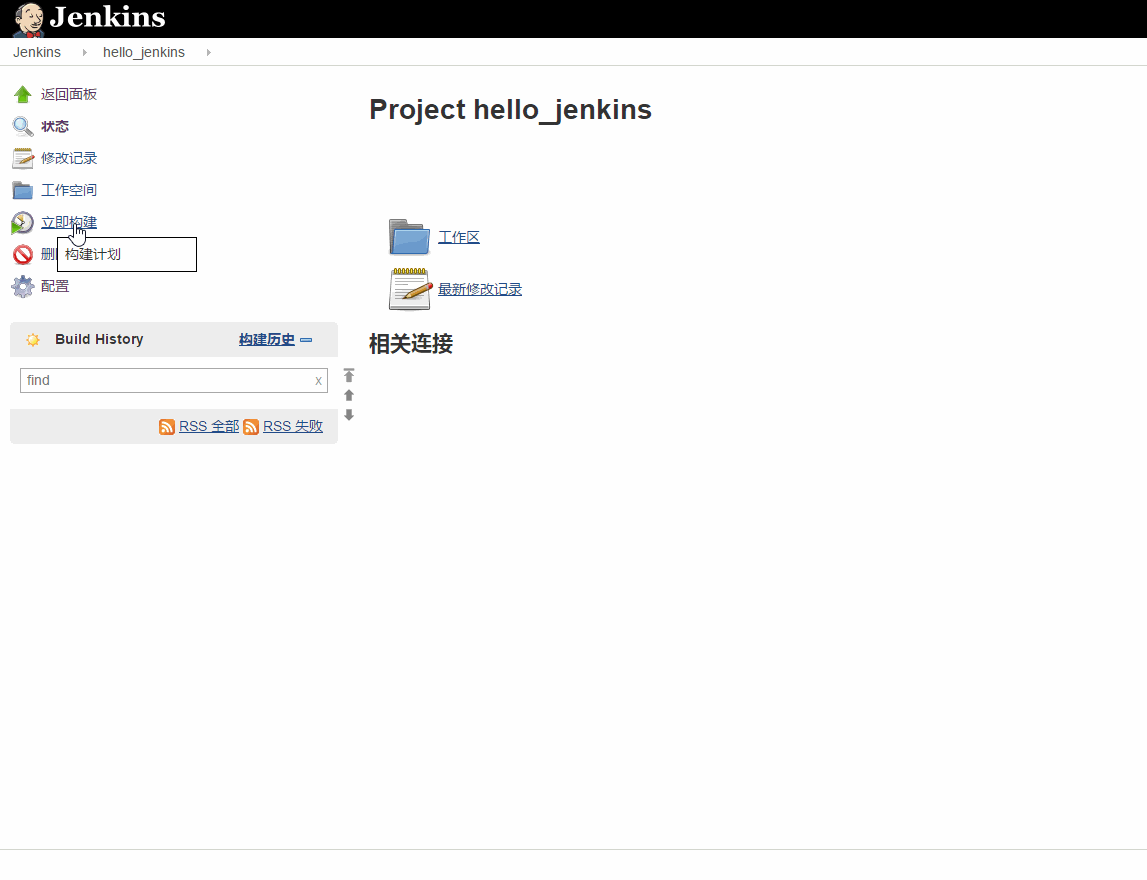 Jenkins
Jenkins hello_jenkins
返回面板
状态
修改记录
工作空间
立即构建
构建计划
配置
Build History 构建历史
find x
RSS 全部 RSS 失败
Project hello_jenkins
工作区
最新修改记录
相关连接